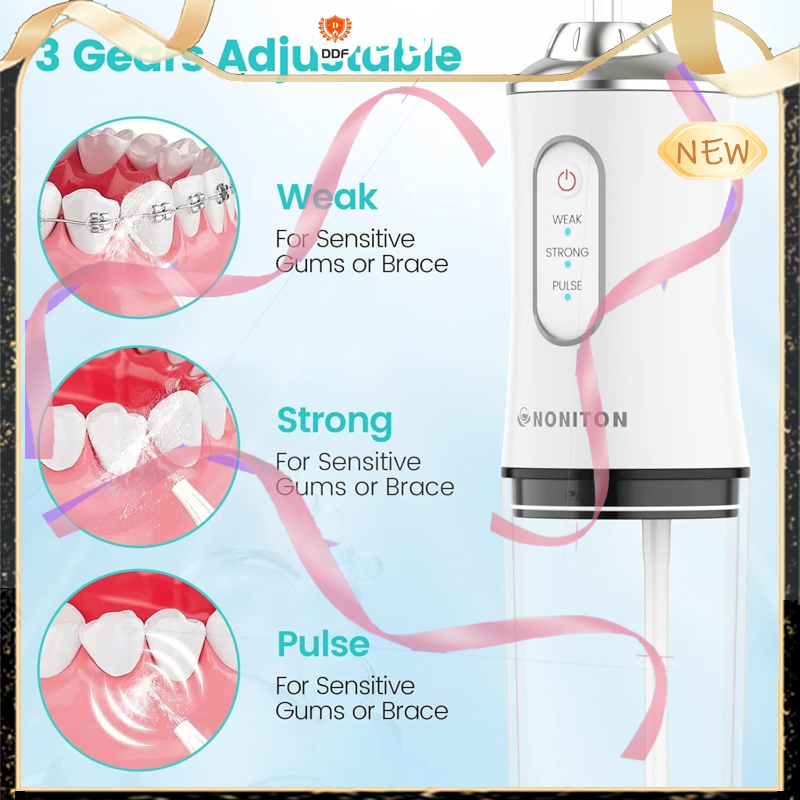 DDF
3 Gears Adjustable
NEW
Weak
For Sensitive
Gums or Brace
WEAK
STRONG
PULSE
Strong
For Sensitive
Gums or Brace
NONITON
Pulse
For Sensitive
Gums or Brace